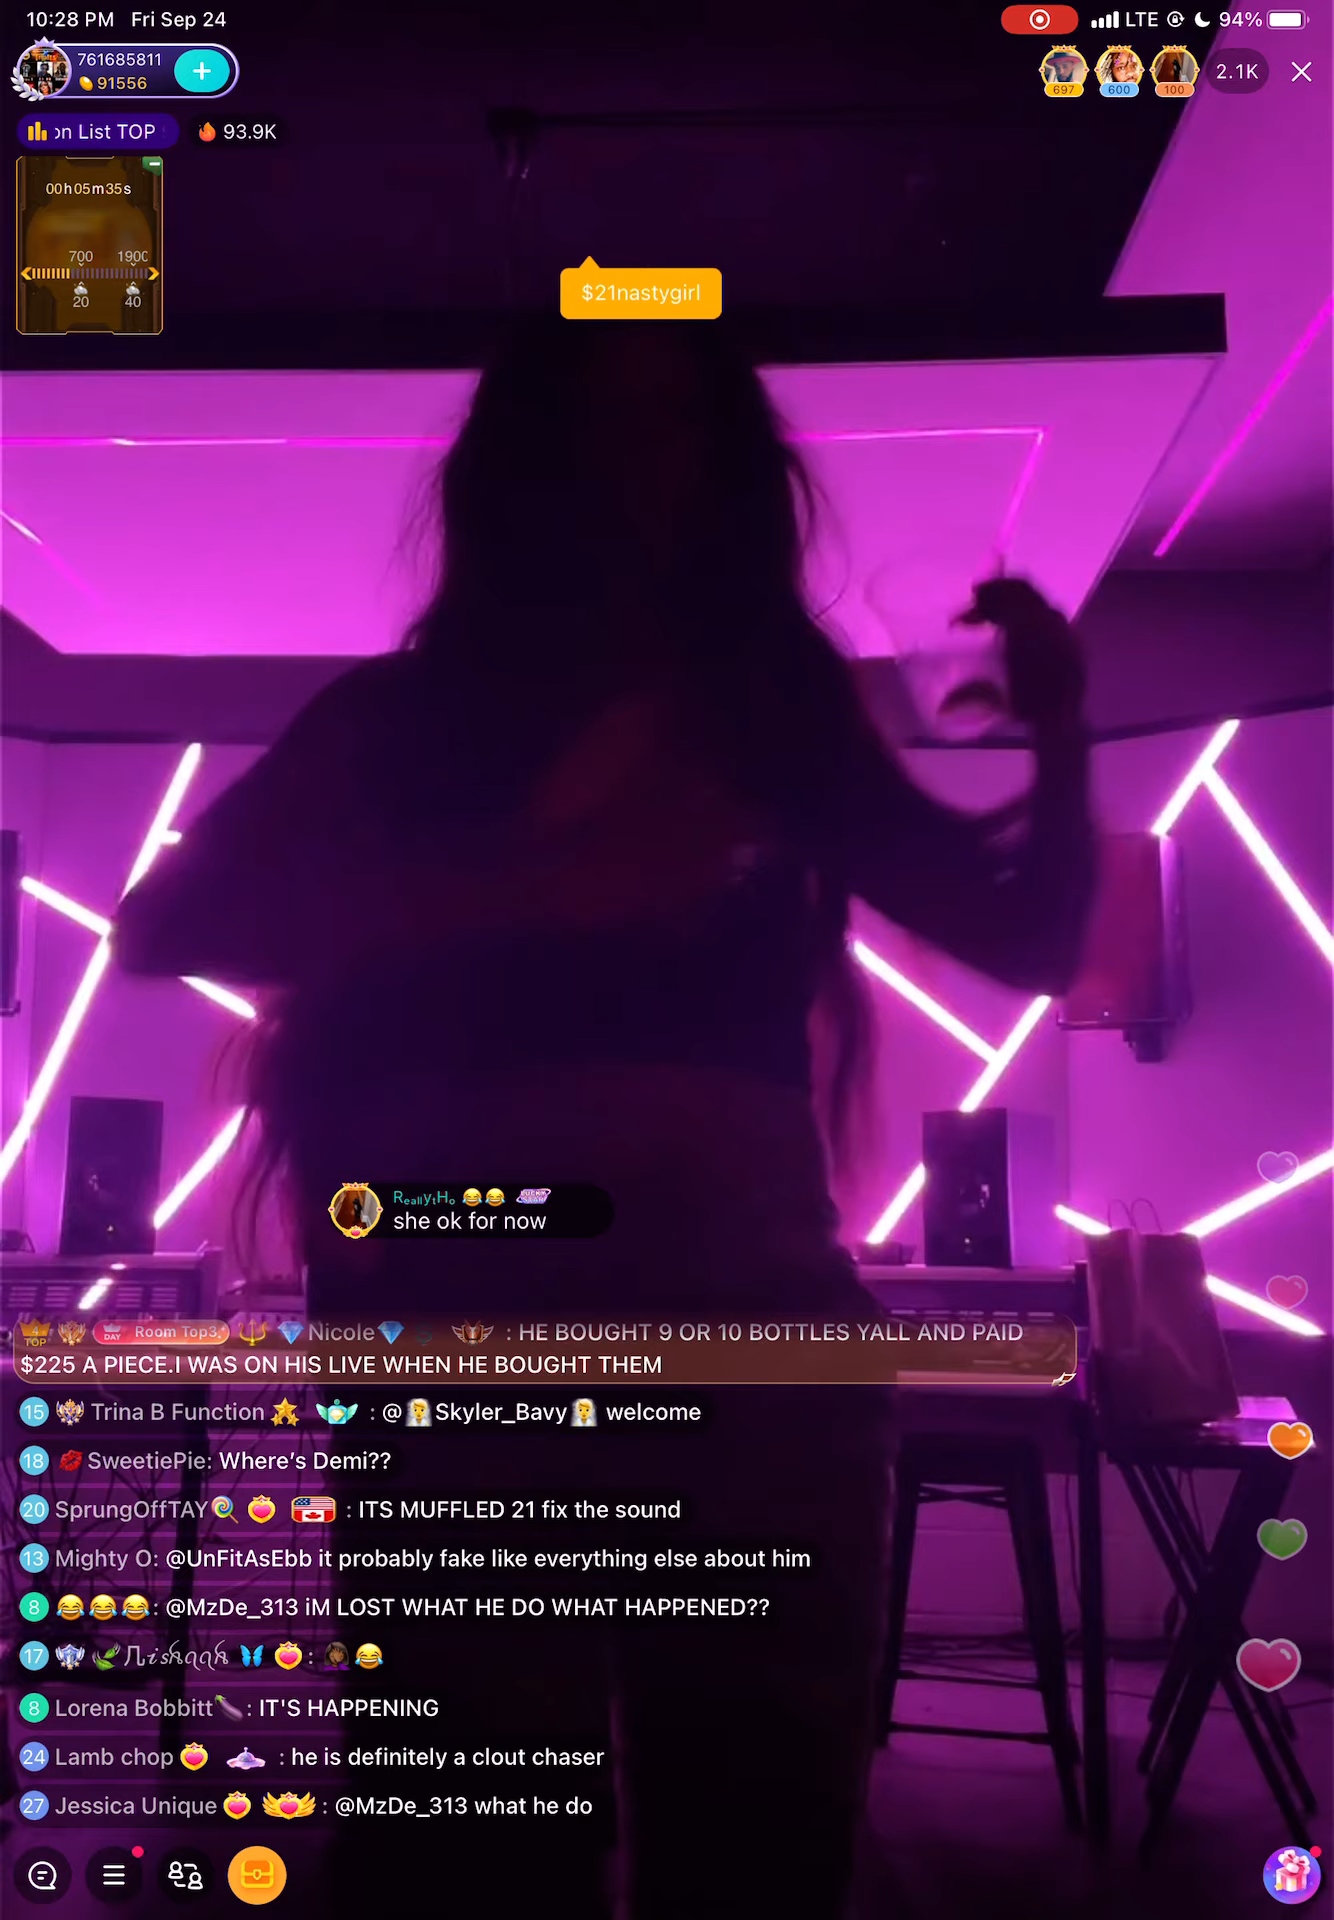 10:28 PM Fri Sep 24
LTE 94%
761685811
91556
697 600 100 2.1K
on List TOP 93.9K
00h05m35s
700 1900
20 40
$21nastygirl
ReallytHo 😂😂
she ok for now
4 TOP DAY Room Top3 🔱 💎Nicole💎 : HE BOUGHT 9 OR 10 BOTTLES YALL AND PAID
$225 A PIECE.I WAS ON HIS LIVE WHEN HE BOUGHT THEM
15 Trina B Function : @Skyler_Bavy welcome
18 💋SweetiePie: Where's Demi??
20 SprungOffTAY🍭 : ITS MUFFLED 21 fix the sound
13 Mighty O: @UnFitAsEbb it probably fake like everything else about him
8 😂😂😂: @MzDe_313 iM LOST WHAT HE DO WHAT HAPPENED??
17
8 Lorena Bobbitt🍆: IT'S HAPPENING
24 Lamb chop : he is definitely a clout chaser
27 Jessica Unique : @MzDe_313 what he do